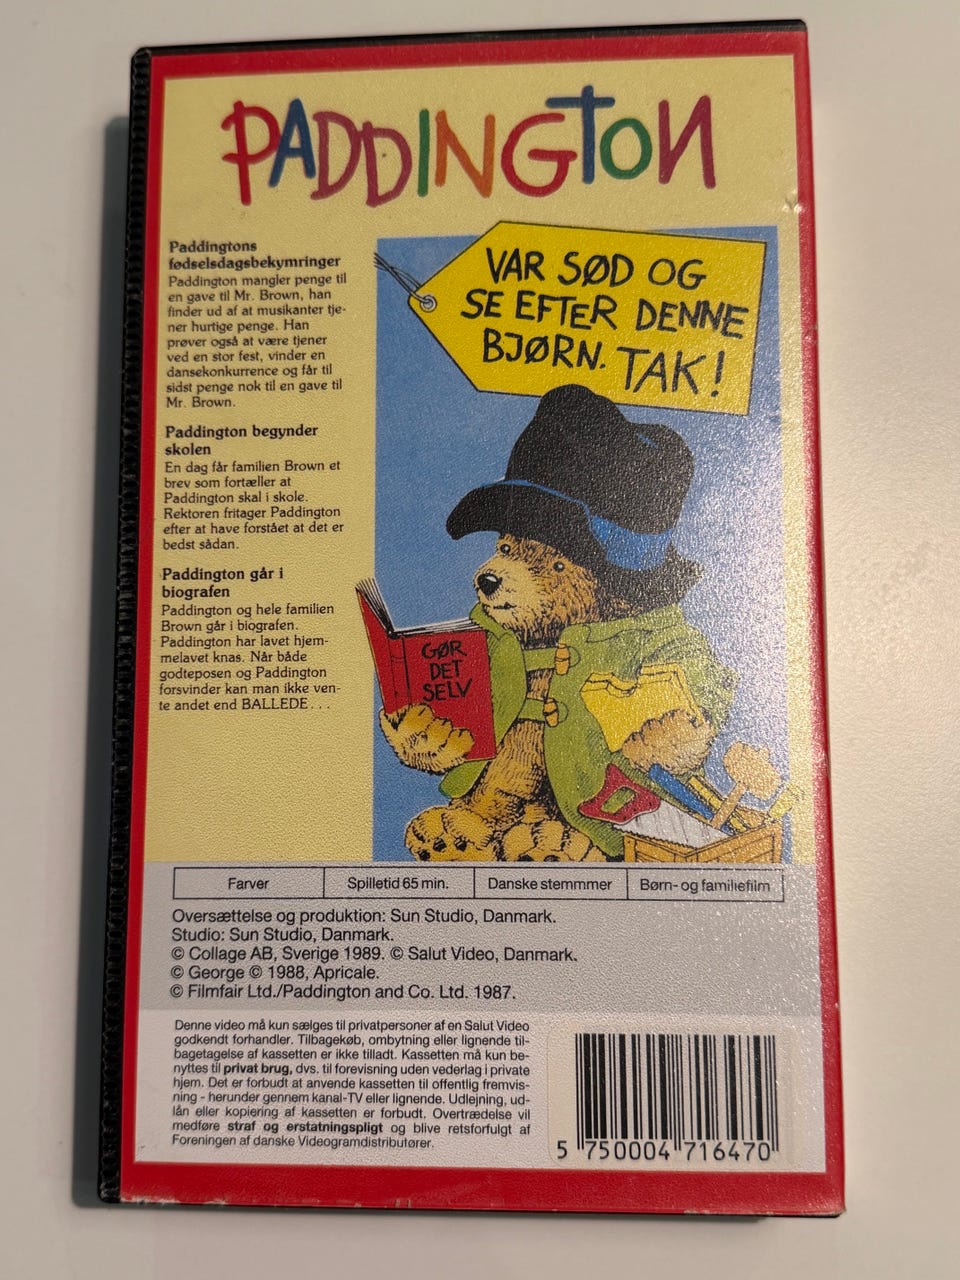 PADDINGTON
Paddingtons
fødselsdagsbekymringer
Paddington mangler penge til
en gave til Mr. Brown, han
finder ud af at musikanter tje-
ner hurtige penge. Han
prøver også at være tjener
ved en stor fest, vinder en
dansekonkurrence og får til
sidst penge nok til en gave til
Mr. Brown.
Paddington begynder
skolen
En dag får familien Brown et
brev som fortæller at
Paddington skal i skole.
Rektoren fritager Paddington
efter at have forstået at det er
bedst sådan.
Paddington går i
biografen
Paddington og hele familien
Brown går i biografen.
Paddington har lavet hjem-
melavet knas. Når både
godteposen og Paddington
forsvinder kan man ikke ven-
te andet end BALLEDE...
VAR SØD OG
SE EFTER DENNE
BJØRN. TAK!
GØR
DET
SELV
Farver
Spilletid 65 min.
Danske stemmmer
Børn- og familiefilm
Oversættelse og produktion: Sun Studio, Danmark.
Studio: Sun Studio, Danmark.
© Collage AB, Sverige 1989. © Salut Video, Danmark.
© George © 1988, Apricale.
© Filmfair Ltd./Paddington and Co. Ltd. 1987.
Denne video må kun sælges til privatpersoner af en Salut Video
godkendt forhandler. Tilbagekøb, ombytning eller lignende til-
bagetagelse af kassetten er ikke tilladt. Kassetten må kun be-
nyttes til privat brug, dvs. til forevisning uden vederlag i private
hjem. Det er forbudt at anvende kassetten til offentlig fremvis-
ning - herunder gennem kanal-TV eller lignende. Udlejning, ud-
lån eller kopiering af kassetten er forbudt. Overtrædelse vil
medføre straf og erstatningspligt og blive retsforfulgt af
Foreningen af danske Videogramdistributører.
5 750004 716470